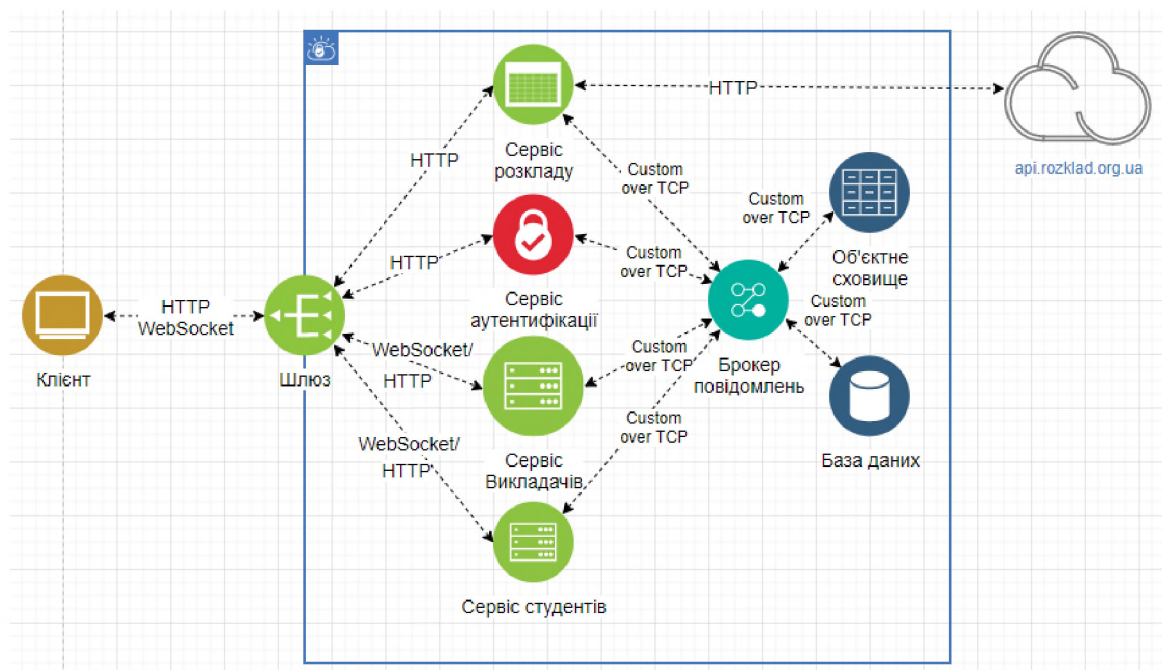 HTTP
api.rozklad.org.ua
Сервіс
розкладу
HTTP
Custom
over TCP
Custom
over TCP
Об'єктне
сховище
HTTP
Custom
over TCP
Сервіс
аутентифікації
Custom
over TCP
HTTP
WebSocket
Клієнт
Шлюз
WebSocket/
HTTP
Custom
over TCP
Брокер
повідомлень
WebSocket/
HTTP
Custom
over TCP
Сервіс
Викладачів
База даних
Сервіс студентів